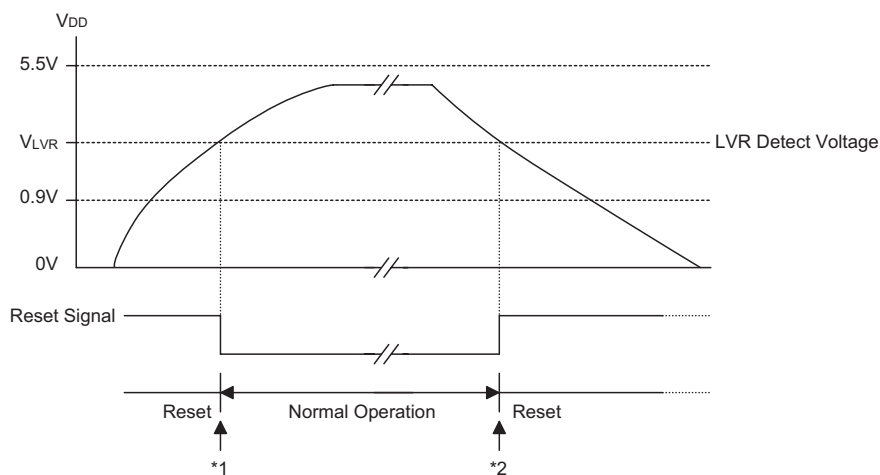 VDD
5.5V
VLVR
LVR Detect Voltage
0.9V
0V
Reset Signal
Reset
Normal Operation
Reset
*1
*2